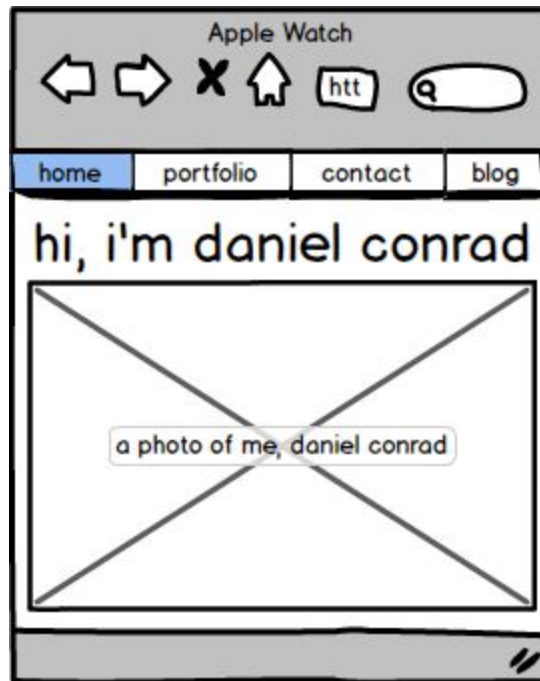 Apple Watch
htt
home portfolio contact blog
hi, i'm daniel conrad
a photo of me, daniel conrad